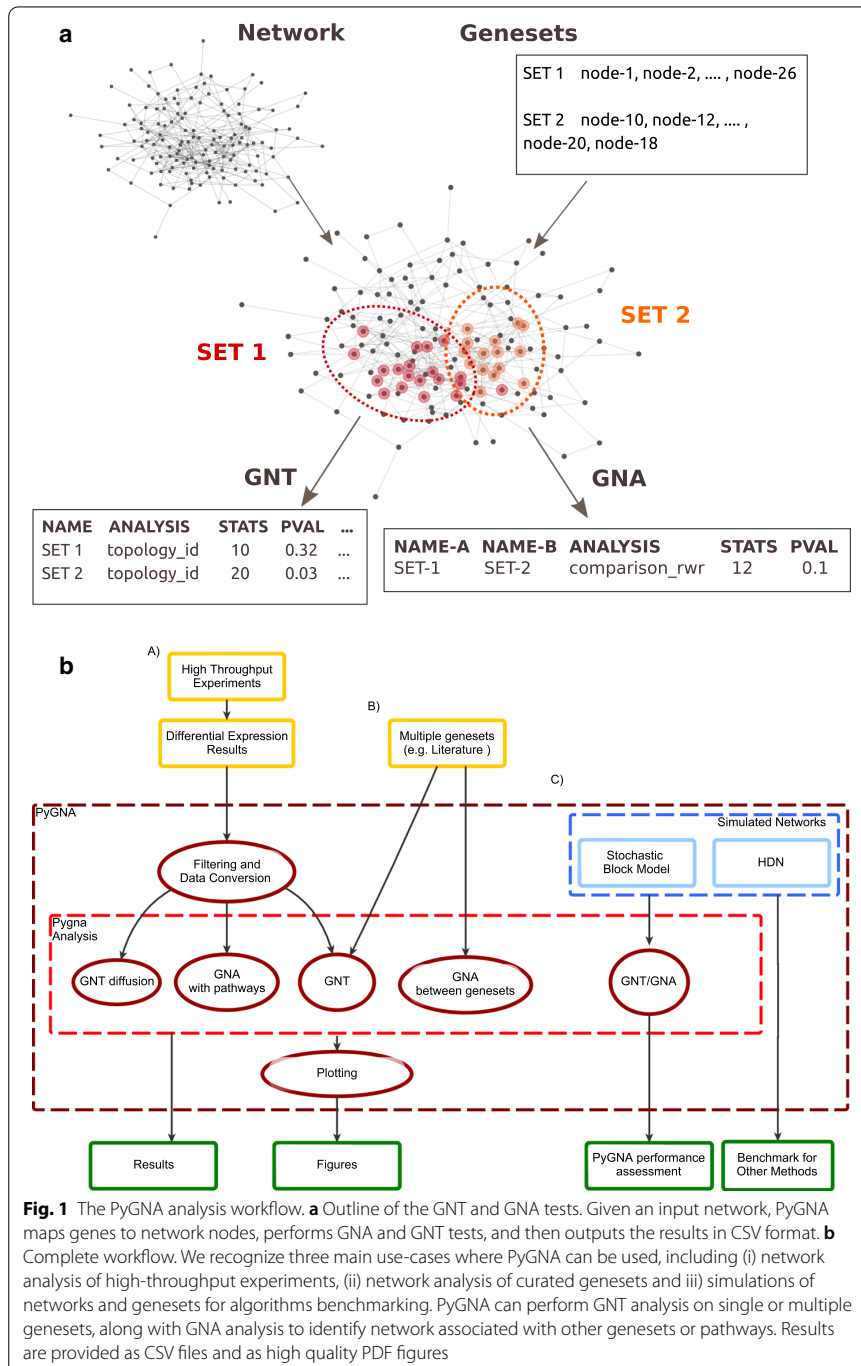 a
Network
Genesets
SET 1 node-1, node-2, .... , node-26
SET 2 node-10, node-12, .... ,
node-20, node-18
SET 1
SET 2
GNT
GNA
NAME ANALYSIS STATS PVAL ...
SET 1 topology_id 10 0.32 ...
SET 2 topology_id 20 0.03 ...
NAME-A NAME-B ANALYSIS STATS PVAL
SET-1 SET-2 comparison_rwr 12 0.1
b
A)
High Throughput
Experiments
Differential Expression
Results
B)
Multiple genesets
(e.g. Literature )
C)
PyGNA
Simulated Networks
Stochastic
Block Model
HDN
Filtering and
Data Conversion
Pygna
Analysis
GNT diffusion
GNA
with pathways
GNT
GNA
between genesets
GNT/GNA
Plotting
Results
Figures
PyGNA performance
assessment
Benchmark for
Other Methods
Fig. 1 The PyGNA analysis workflow. a Outline of the GNT and GNA tests. Given an input network, PyGNA
maps genes to network nodes, performs GNA and GNT tests, and then outputs the results in CSV format. b
Complete workflow. We recognize three main use-cases where PyGNA can be used, including (i) network
analysis of high-throughput experiments, (ii) network analysis of curated genesets and iii) simulations of
networks and genesets for algorithms benchmarking. PyGNA can perform GNT analysis on single or multiple
genesets, along with GNA analysis to identify network associated with other genesets or pathways. Results
are provided as CSV files and as high quality PDF figures